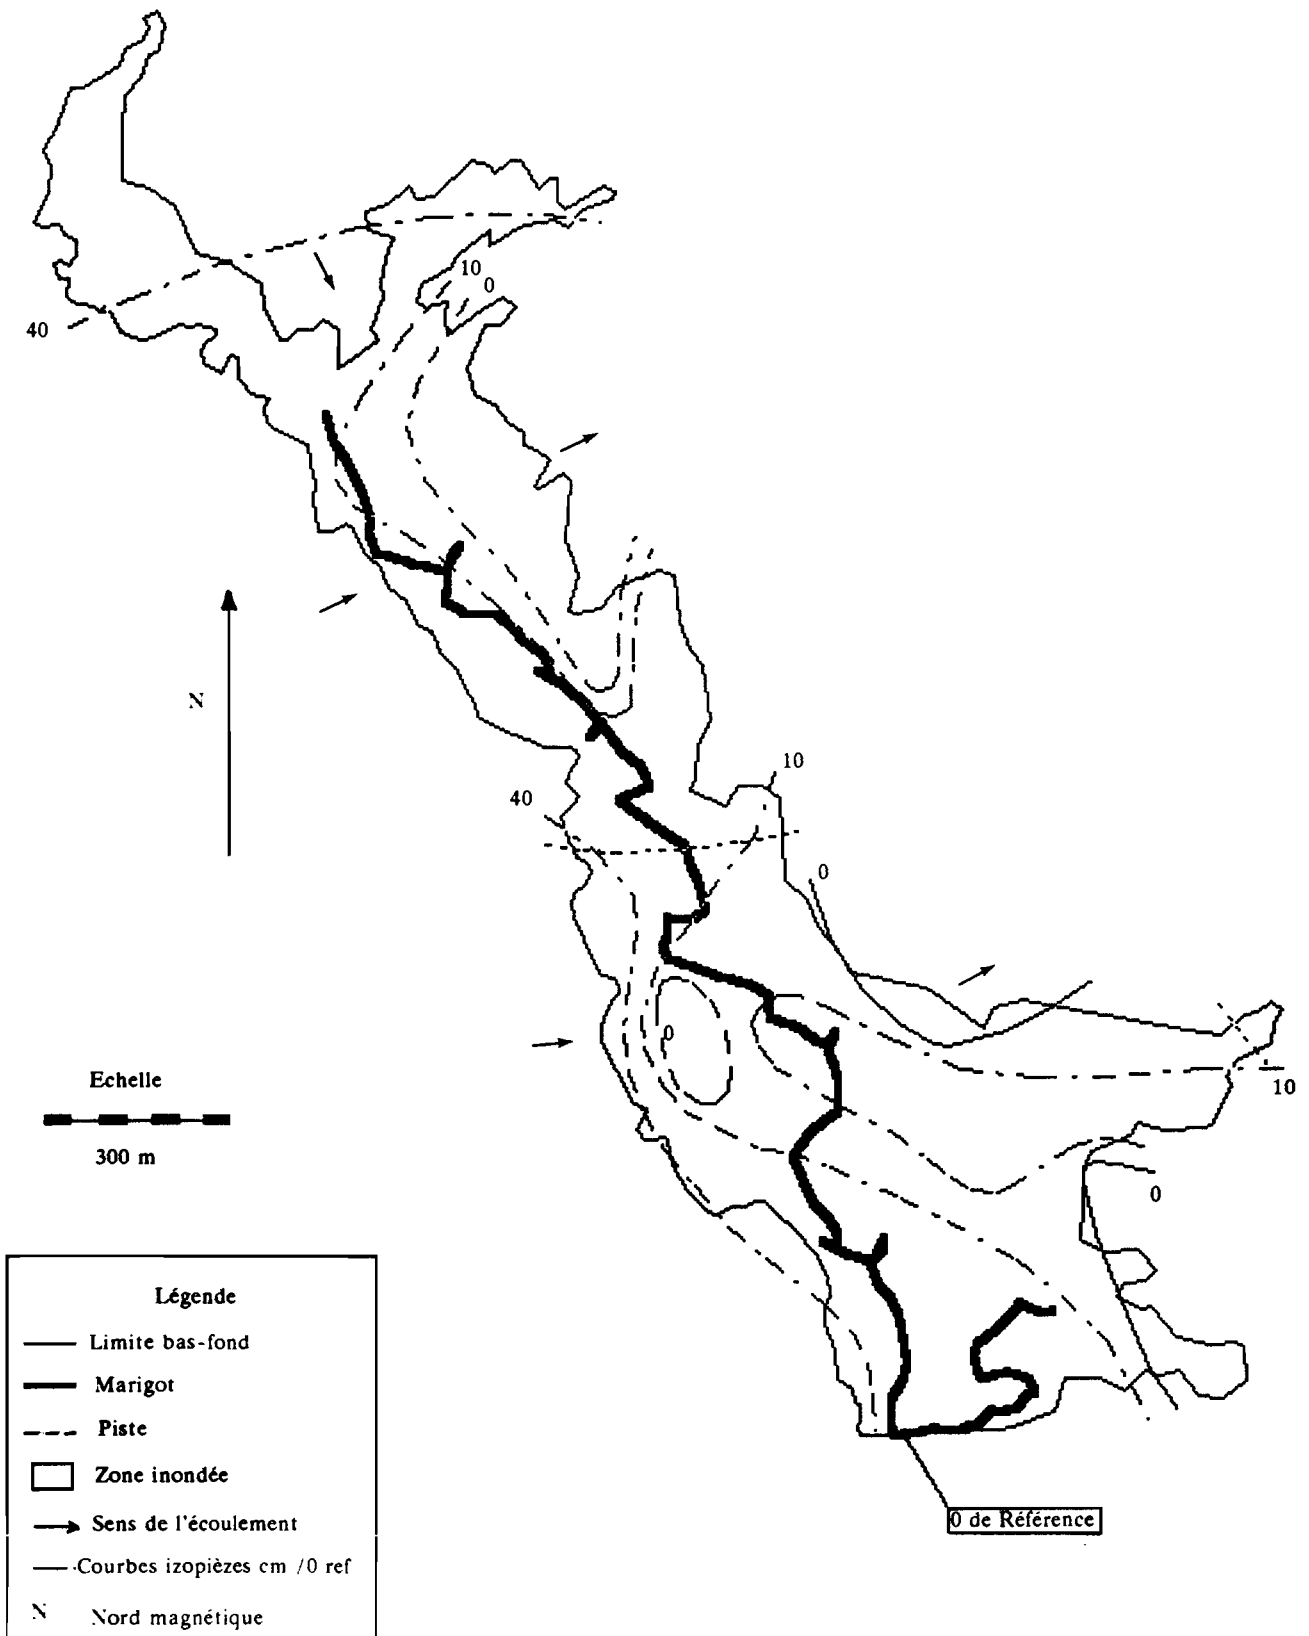 10
0
40
N
10
40
0
0
10
Echelle
300 m
0
Légende
Limite bas-fond
Marigot
Piste
Zone inondée
Sens de l'écoulement
Courbes izopièzes cm /0 ref
N Nord magnétique
0 de Référence